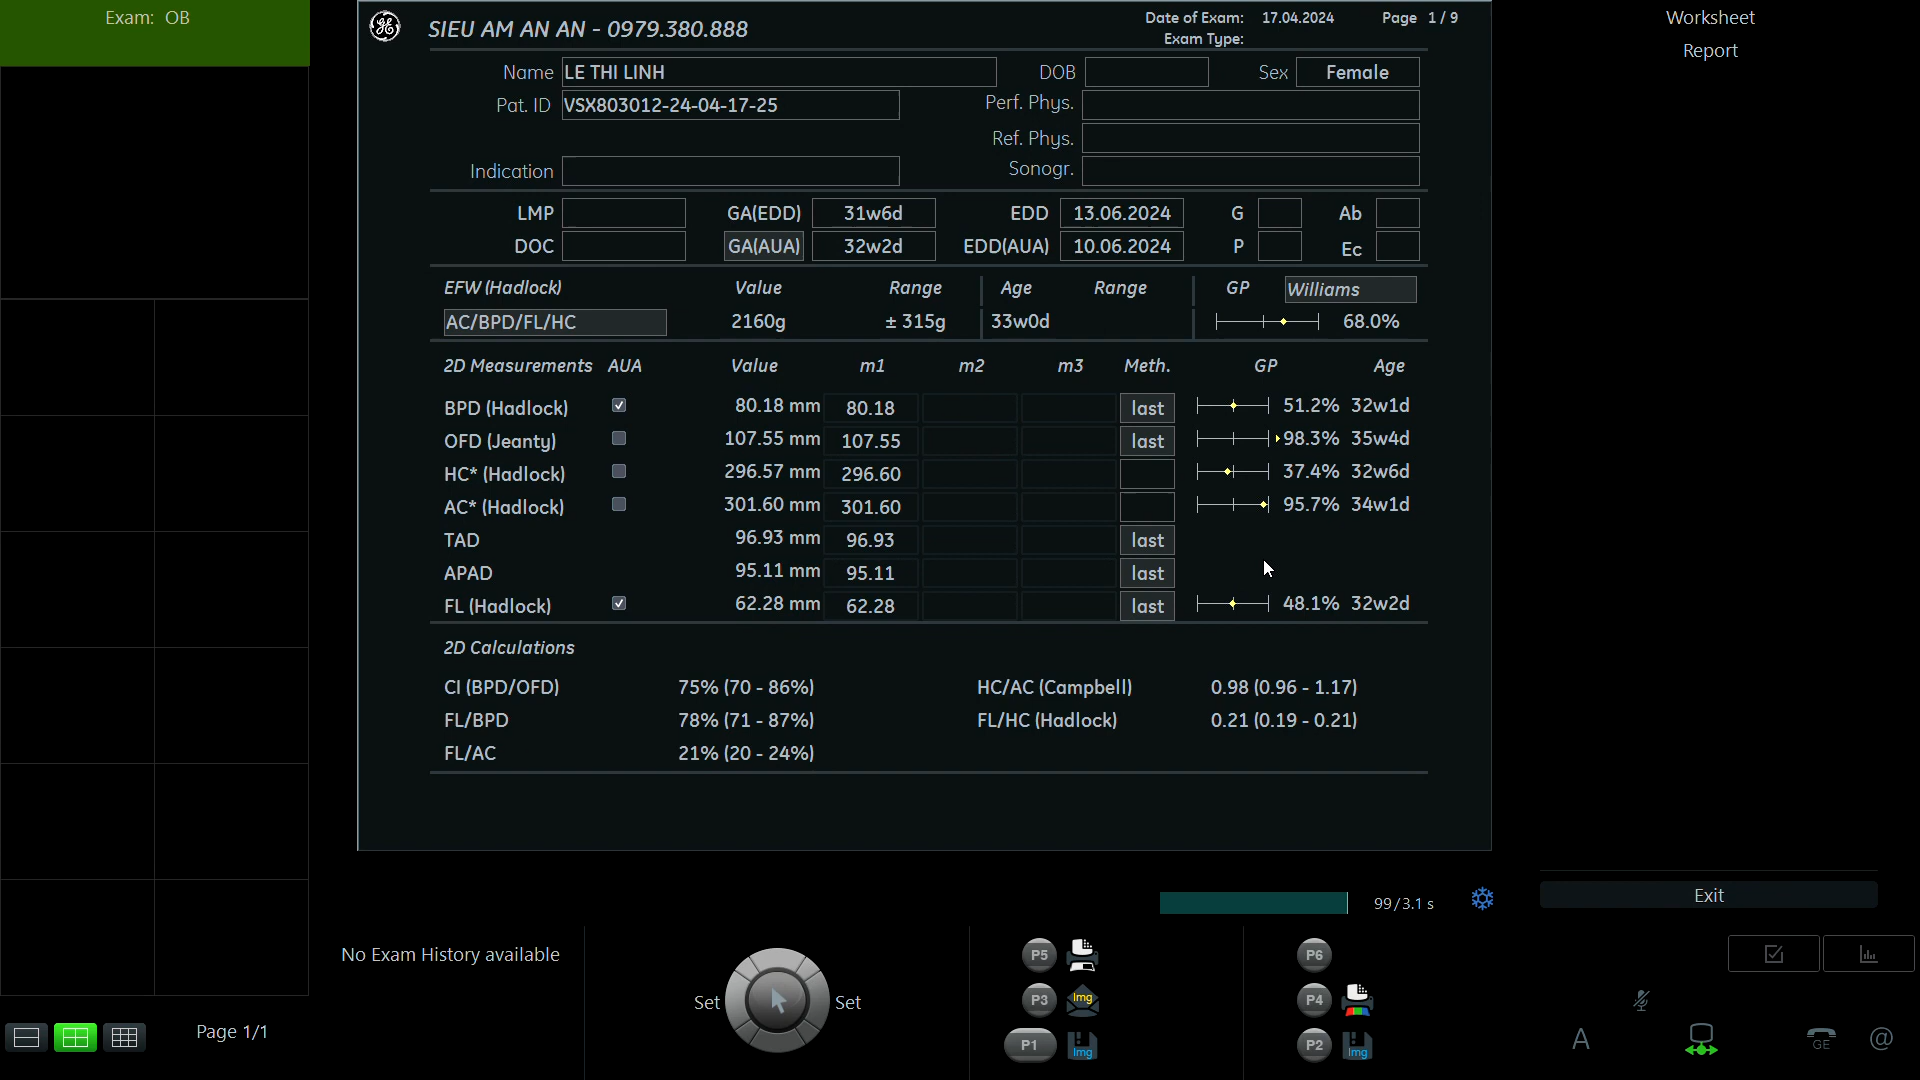 Exam: OB
SIEU AM AN AN - 0979.380.888
Date of Exam: 17.04.2024 Page 1 / 9
Exam Type:
Name LE THI LINH DOB Sex Female
Pat. ID VSX803012-24-04-17-25 Perf. Phys.
Ref. Phys.
Indication Sonogr.
LMP GA(EDD) 31w6d EDD 13.06.2024 G Ab
DOC GA(AUA) 32w2d EDD(AUA) 10.06.2024 P Ec
EFW (Hadlock) Value Range Age Range GP Williams
AC/BPD/FL/HC 2160g ± 315g 33w0d 68.0%
2D Measurements AUA Value m1 m2 m3 Meth. GP Age
BPD (Hadlock) 80.18 mm 80.18 last 51.2% 32w1d
OFD (Jeanty) 107.55 mm 107.55 last 98.3% 35w4d
HC* (Hadlock) 296.57 mm 296.60 37.4% 32w6d
AC* (Hadlock) 301.60 mm 301.60 95.7% 34w1d
TAD 96.93 mm 96.93 last
APAD 95.11 mm 95.11 last
FL (Hadlock) 62.28 mm 62.28 last 48.1% 32w2d
2D Calculations
CI (BPD/OFD) 75% (70 - 86%) HC/AC (Campbell) 0.98 (0.96 - 1.17)
FL/BPD 78% (71 - 87%) FL/HC (Hadlock) 0.21 (0.19 - 0.21)
FL/AC 21% (20 - 24%)
Worksheet
Report
99/3.1 s
Exit
No Exam History available
Set Set
P5 P6
P3 Img P4
P1 Img P2 Img
Page 1/1
A GE @